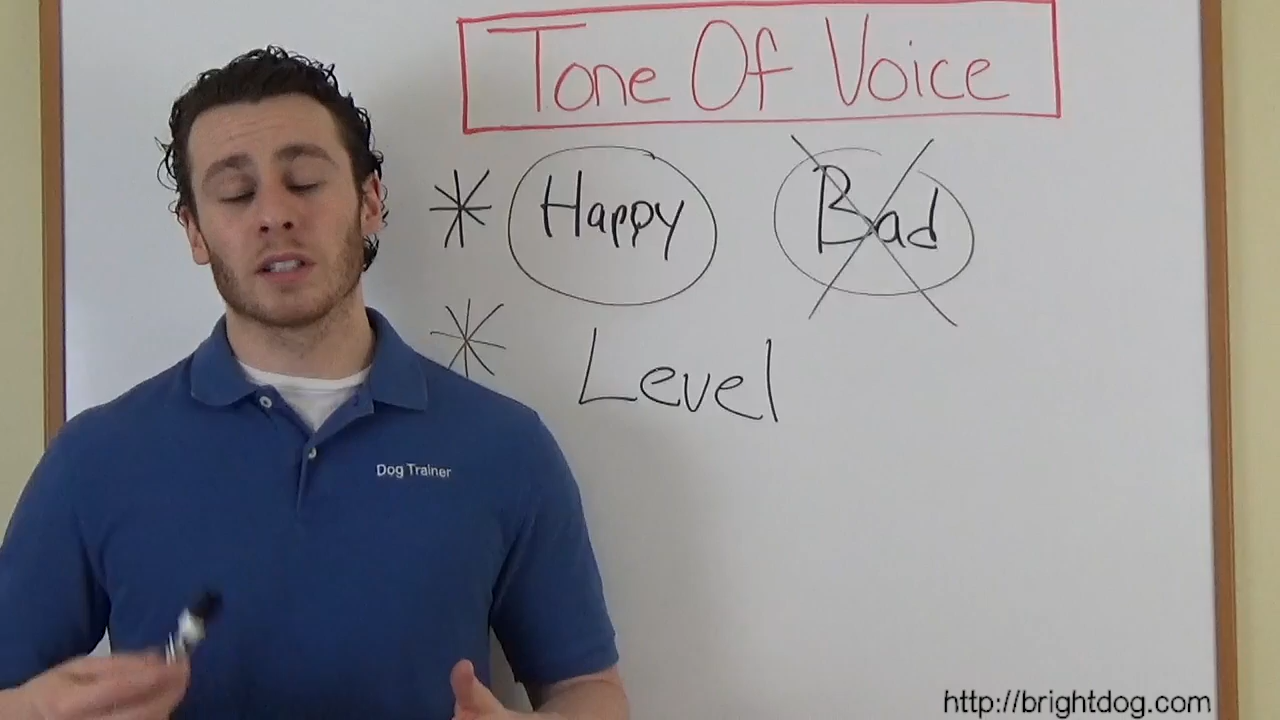 Tone Of Voice
* Happy Bad
* Level
Dog Trainer
http://brightdog.com